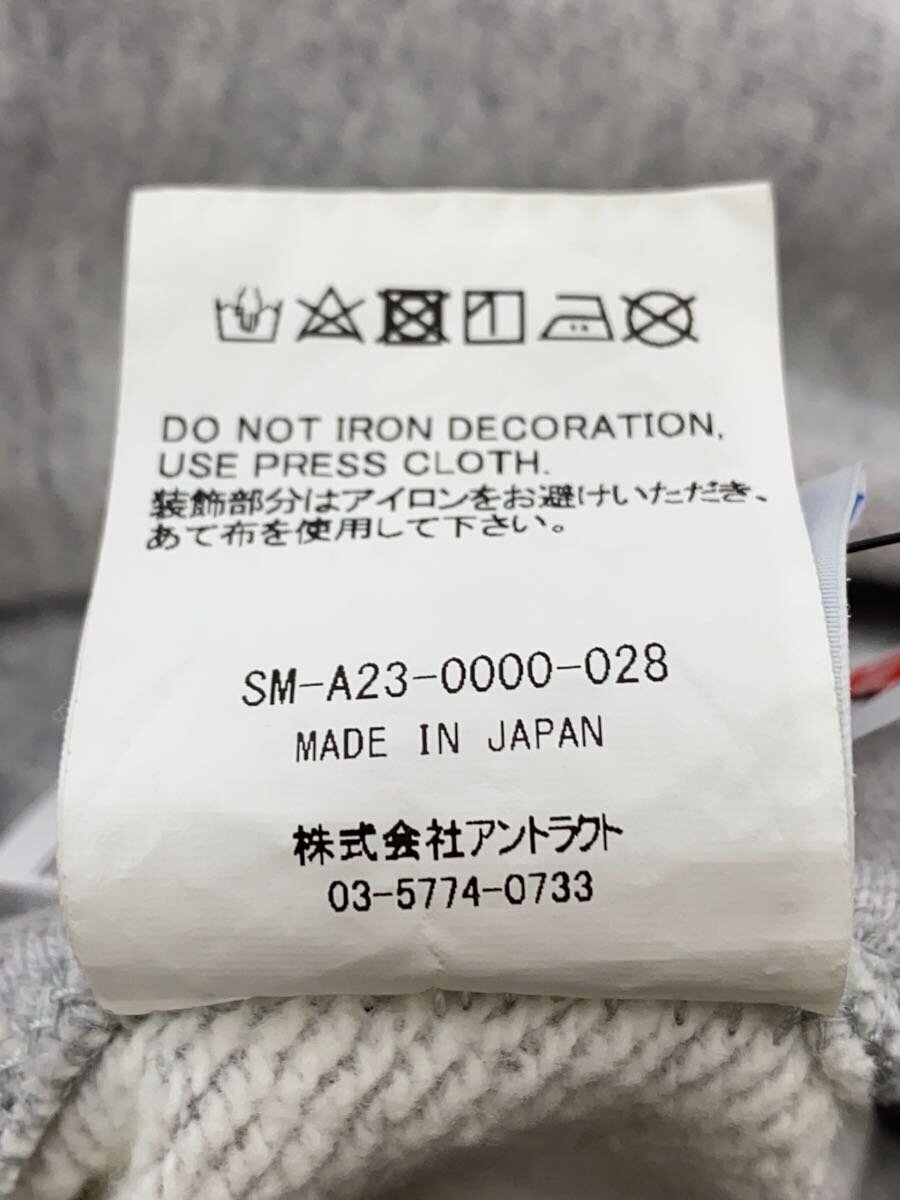 DO NOT IRON DECORATION,
USE PRESS CLOTH.
装飾部分はアイロンをお避けいただき、
あて布を使用して下さい。
SM-A23-0000-028
MADE IN JAPAN
株式会社アントラクト
03-5774-0733